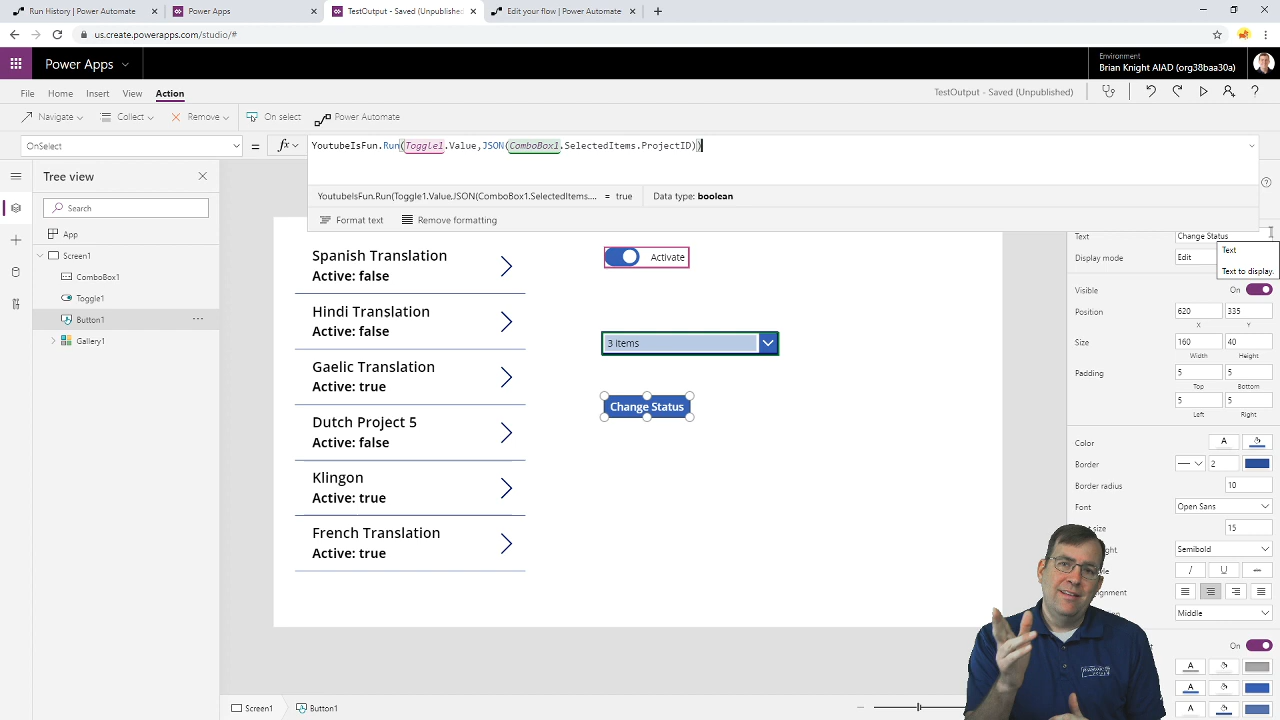 Run History | Power Automate
Power Apps
TestOutput - Saved (Unpublished)
Edit your flow | Power Automate
us.create.powerapps.com/studio/#
Power Apps
Environment
Brian Knight AIAD (org38baa30a)
File
Home
Insert
View
Action
TestOutput - Saved (Unpublished)
Navigate
Collect
Remove
On select
Power Automate
OnSelect
=
fx
YoutubeIsFun.Run(Toggle1.Value,JSON(ComboBox1.SelectedItems.ProjectID))
YoutubeIsFun.Run(Toggle1.Value,JSON(ComboBox1.SelectedItems.... = true
Data type: boolean
Format text
Remove formatting
Tree view
Search
App
Screen1
ComboBox1
Toggle1
Button1
Gallery1
Spanish Translation
Active: false
Hindi Translation
Active: false
Gaelic Translation
Active: true
Dutch Project 5
Active: false
Klingon
Active: true
French Translation
Active: true
Activate
3 items
Change Status
Text
Change Status
Text
Text to display.
Display mode
Edit
Visible
On
Position
620
335
X
Y
Size
160
40
Width
Height
Padding
5
5
Top
Bottom
5
5
Left
Right
Color
A
Border
2
Border radius
10
Font
Open Sans
size
15
Semibold
Middle
On
Screen1
Button1